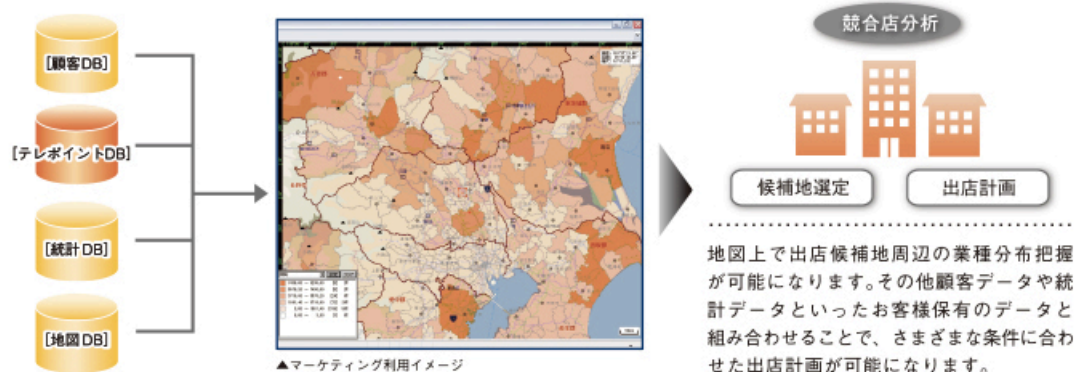 [顧客DB]
[テレポイントDB]
[統計DB]
[地図DB]
▲マーケティング利用イメージ
競合店分析
候補地選定
出店計画
地図上で出店候補地周辺の業種分布把握
が可能になります。その他顧客データや統
計データといったお客様保有のデータと
組み合わせることで、さまざまな条件に合わ
せた出店計画が可能になります。